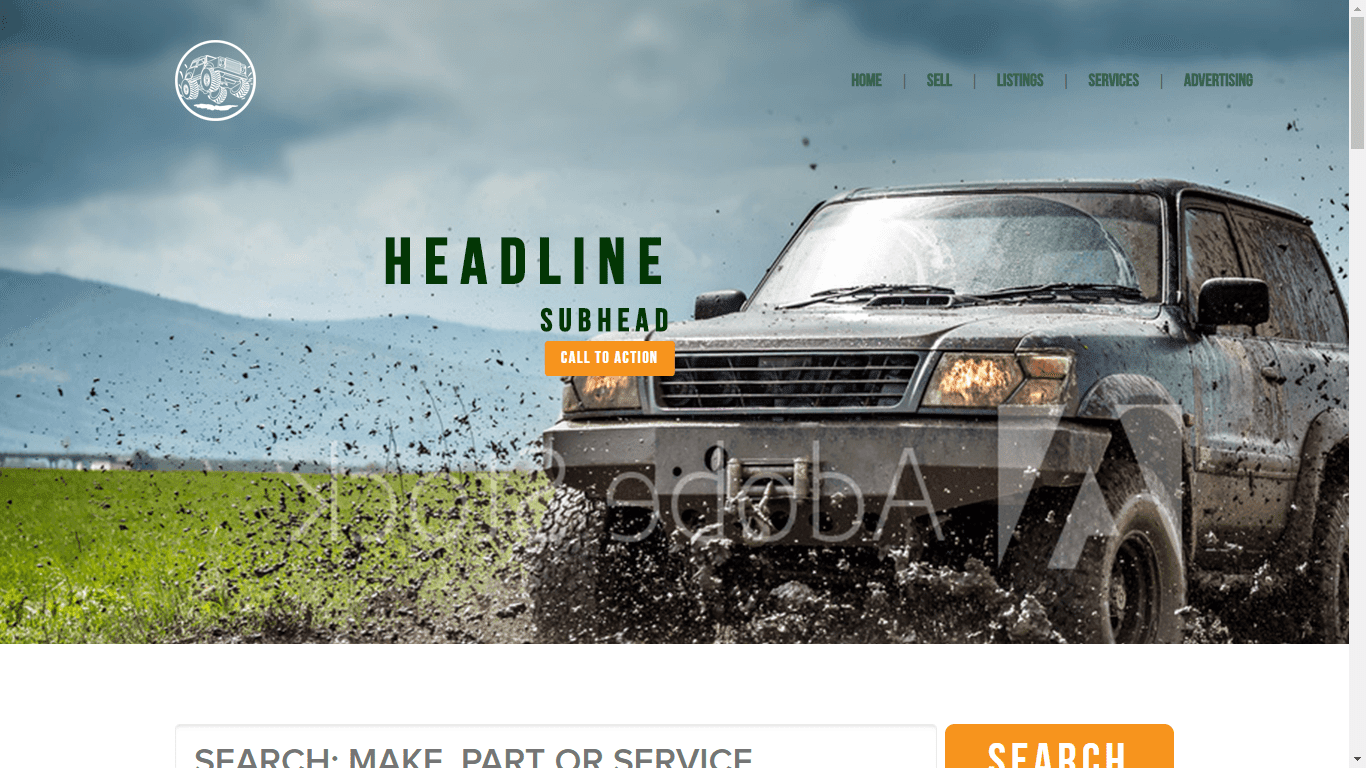 HOME | SELL | LISTINGS | SERVICES | ADVERTISING
HEADLINE
SUBHEAD
CALL TO ACTION
Adobe Stock
SEARCH: MAKE, PART OR SERVICE
SEARCH